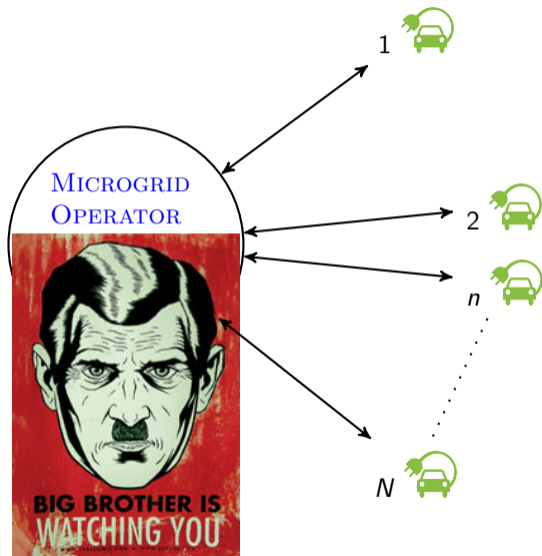 1
MICROGRID
OPERATOR
2
n
N
BIG BROTHER IS
WATCHING YOU